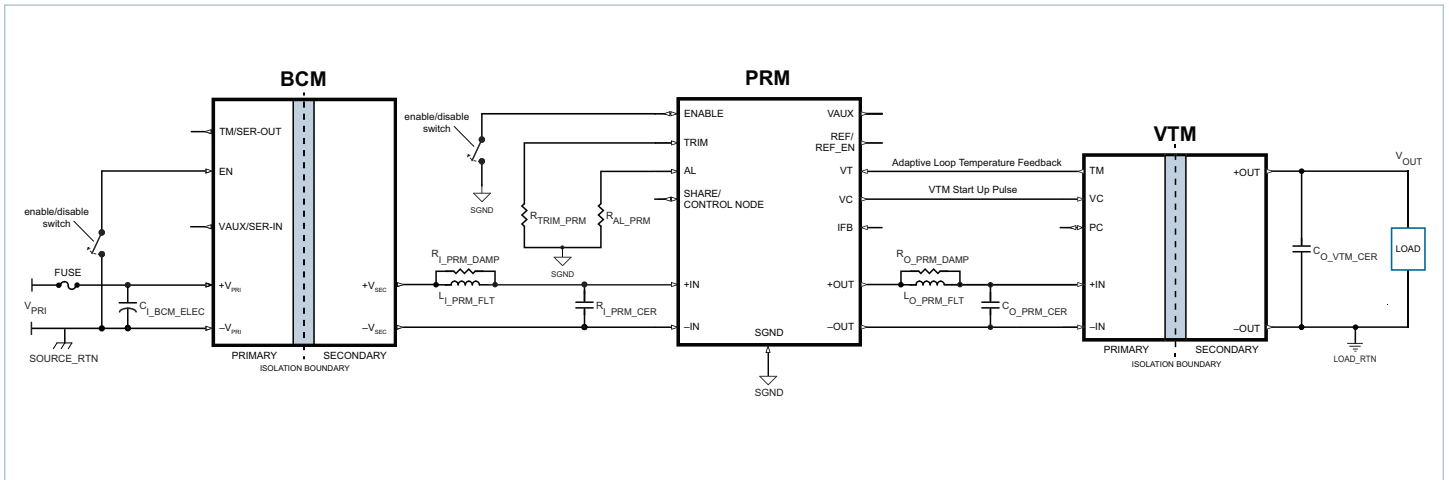 BCM
TM/SER-OUT
EN
enable/disable
switch
VAUX/SER-IN
FUSE
V_PRI
C_I_BCM_ELEC
+V_PRI
–V_PRI
SOURCE_RTN
+V_SEC
–V_SEC
PRIMARY
SECONDARY
ISOLATION BOUNDARY
R_I_PRM_DAMP
L_I_PRM_FLT
R_I_PRM_CER
enable/disable
switch
SGND
R_TRIM_PRM
R_AL_PRM
SGND
PRM
ENABLE
TRIM
AL
SHARE/
CONTROL NODE
+IN
–IN
VAUX
REF/
REF_EN
VT
VC
IFB
+OUT
–OUT
SGND
SGND
Adaptive Loop Temperature Feedback
VTM Start Up Pulse
R_O_PRM_DAMP
L_O_PRM_FLT
C_O_PRM_CER
VTM
TM
VC
PC
+IN
–IN
+OUT
–OUT
PRIMARY
SECONDARY
ISOLATION BOUNDARY
V_OUT
C_O_VTM_CER
LOAD
LOAD_RTN